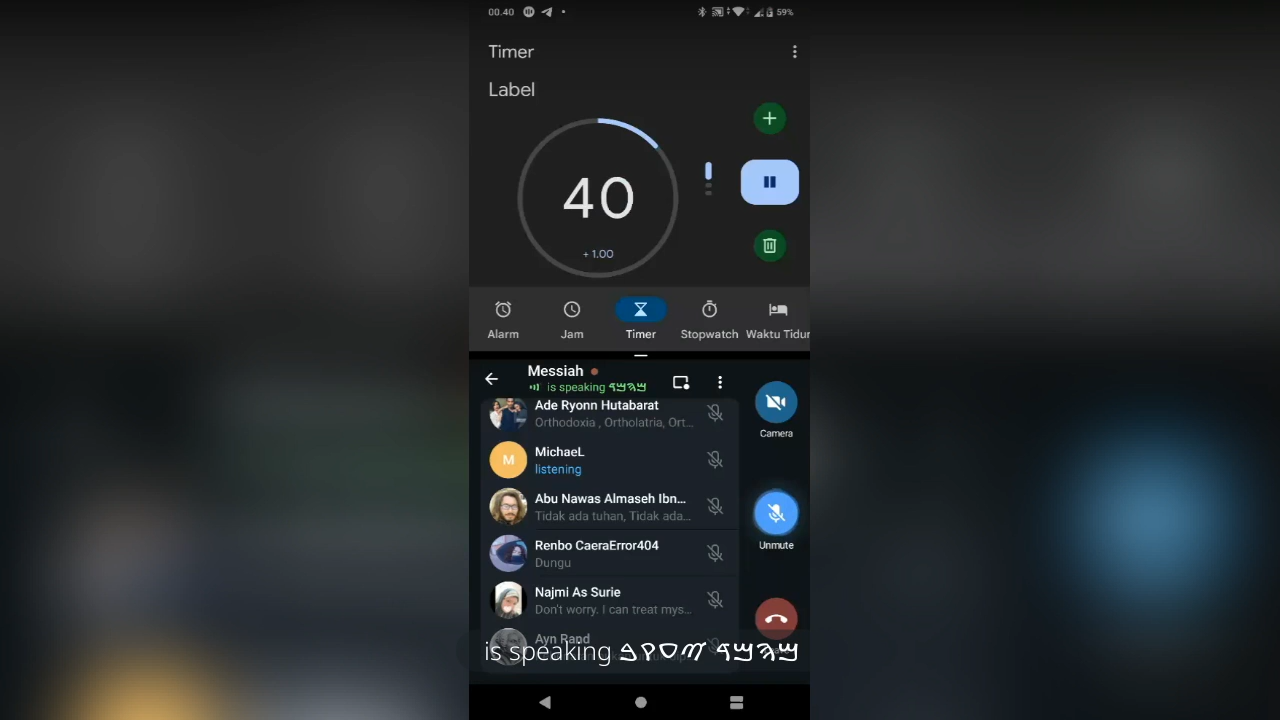 00.40
59%
Timer
Label
40
+ 1.00
Alarm
Jam
Timer
Stopwatch
Waktu Tidur
Messiah
is speaking
Ade Ryonn Hutabarat
Orthodoxia , Ortholatria, Ort...
M
MichaeL
listening
Abu Nawas Almaseh Ibn...
Tidak ada tuhan, Tidak ada...
Renbo CaeraError404
Dungu
Najmi As Surie
Don't worry. I can treat mys...
Ayn Rand
is speaking
Camera
Unmute